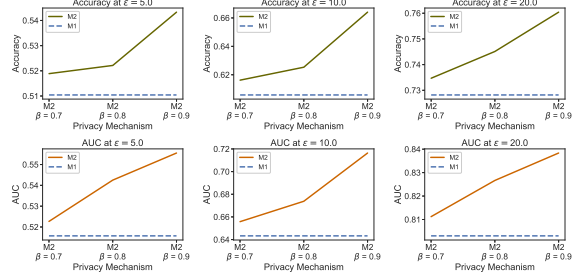 Accuracy at ε = 5.0
Accuracy at ε = 10.0
Accuracy at ε = 20.0
Accuracy
0.54
0.53
0.52
0.51
M2
M1
M2
β = 0.7
M2
β = 0.8
M2
β = 0.9
Privacy Mechanism
Accuracy
0.66
0.64
0.62
M2
M1
M2
β = 0.7
M2
β = 0.8
M2
β = 0.9
Privacy Mechanism
Accuracy
0.76
0.75
0.74
0.73
M2
M1
M2
β = 0.7
M2
β = 0.8
M2
β = 0.9
Privacy Mechanism
AUC at ε = 5.0
AUC at ε = 10.0
AUC at ε = 20.0
AUC
0.55
0.54
0.53
0.52
M2
M1
M2
β = 0.7
M2
β = 0.8
M2
β = 0.9
Privacy Mechanism
AUC
0.72
0.70
0.68
0.66
0.64
M2
M1
M2
β = 0.7
M2
β = 0.8
M2
β = 0.9
Privacy Mechanism
AUC
0.84
0.83
0.82
0.81
M2
M1
M2
β = 0.7
M2
β = 0.8
M2
β = 0.9
Privacy Mechanism